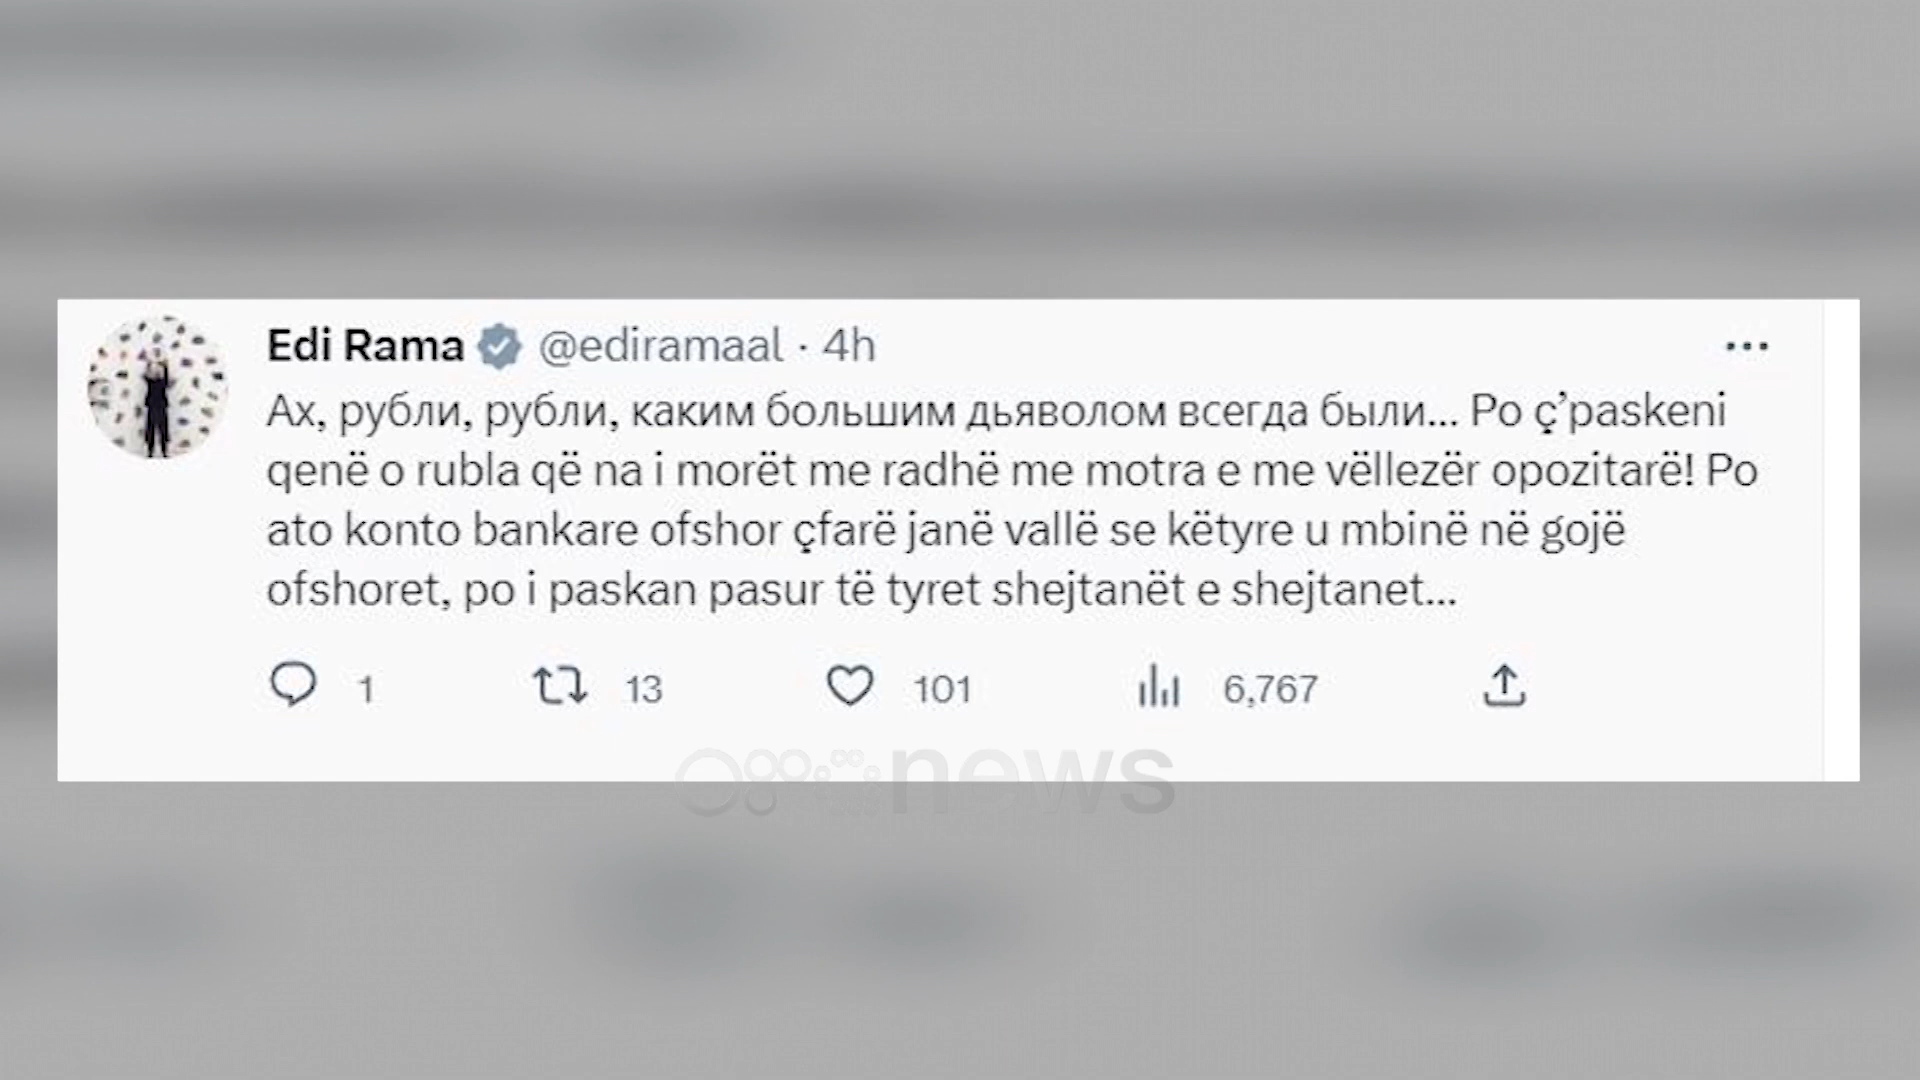 Edi Rama @ediramaal · 4h
Ах, рубли, рубли, каким большим дьяволом всегда были... Po ç’paskeni
qenë o rubla që na i morët me radhë me motra e me vëllezër opozitarë! Po
ato konto bankare ofshor çfarë janë vallë se këtyre u mbinë në gojë
ofshoret, po i paskan pasur të tyret shejtanët e shejtanet...
1 13 101 6,767
news